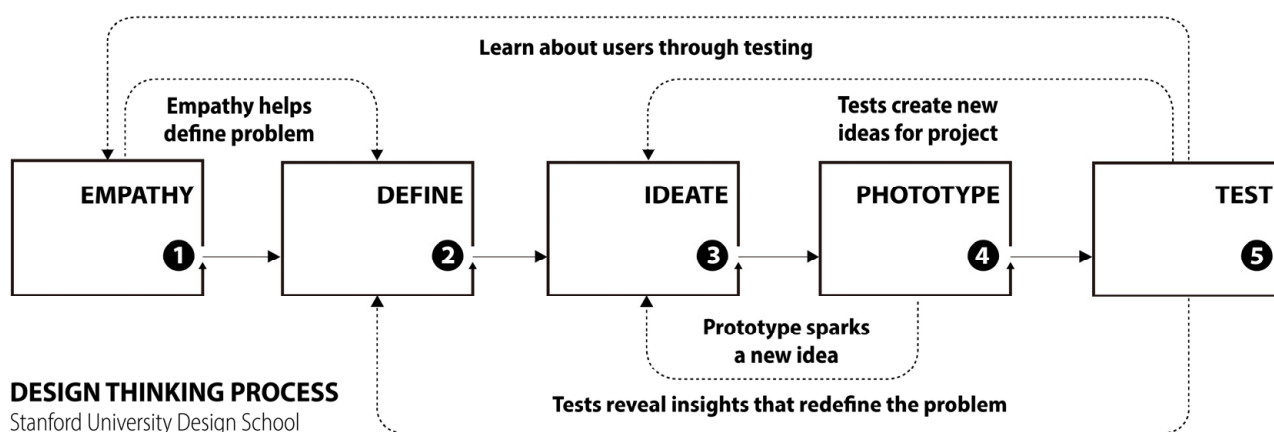 Learn about users through testing
Empathy helps
define problem
Tests create new
ideas for project
EMPATHY
1
DEFINE
2
IDEATE
3
PHOTOTYPE
4
TEST
5
Prototype sparks
a new idea
Tests reveal insights that redefine the problem
DESIGN THINKING PROCESS
Stanford University Design School